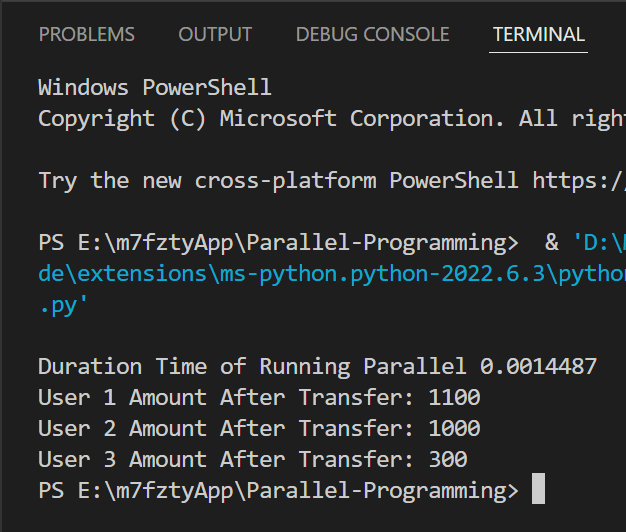 PROBLEMS OUTPUT DEBUG CONSOLE TERMINAL
Windows PowerShell
Copyright (C) Microsoft Corporation. All
Try the new cross-platform PowerShell https:/
PS E:\m7fztyApp\Parallel-Programming>  & 'D:\
de\extensions\ms-python.python-2022.6.3\pytho
.py'
Duration Time of Running Parallel 0.0014487
User 1 Amount After Transfer: 1100
User 2 Amount After Transfer: 1000
User 3 Amount After Transfer: 300
PS E:\m7fztyApp\Parallel-Programming>